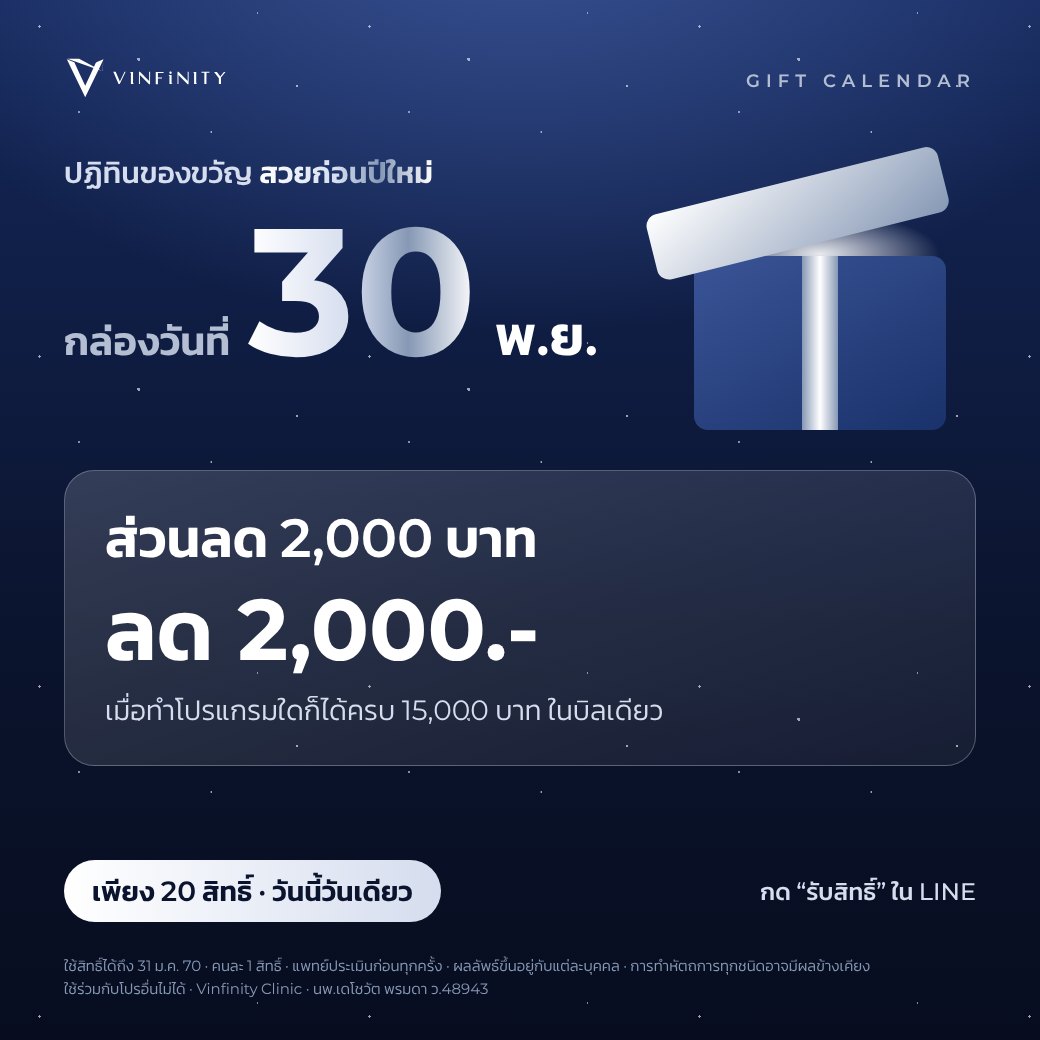 VINFiNITY
GIFT CALENDAR
ปฏิทินของขวัญ สวยก่อนปีใหม่
กล่องวันที่ 30 พ.ย.
ส่วนลด 2,000 บาท
ลด 2,000.-
เมื่อทำโปรแกรมใดก็ได้ครบ 15,000 บาท ในบิลเดียว
เพียง 20 สิทธิ์ · วันนี้วันเดียว
กด “รับสิทธิ์” ใน LINE
ใช้สิทธิ์ได้ถึง 31 ม.ค. 70 · คนละ 1 สิทธิ์ · แพทย์ประเมินก่อนทุกครั้ง · ผลลัพธ์ขึ้นอยู่กับแต่ละบุคคล · การทำหัตถการทุกชนิดอาจมีผลข้างเคียง
ใช้ร่วมกับโปรอื่นไม่ได้ · Vinfinity Clinic · นพ.เดโชวัต พรมดา ว.48943